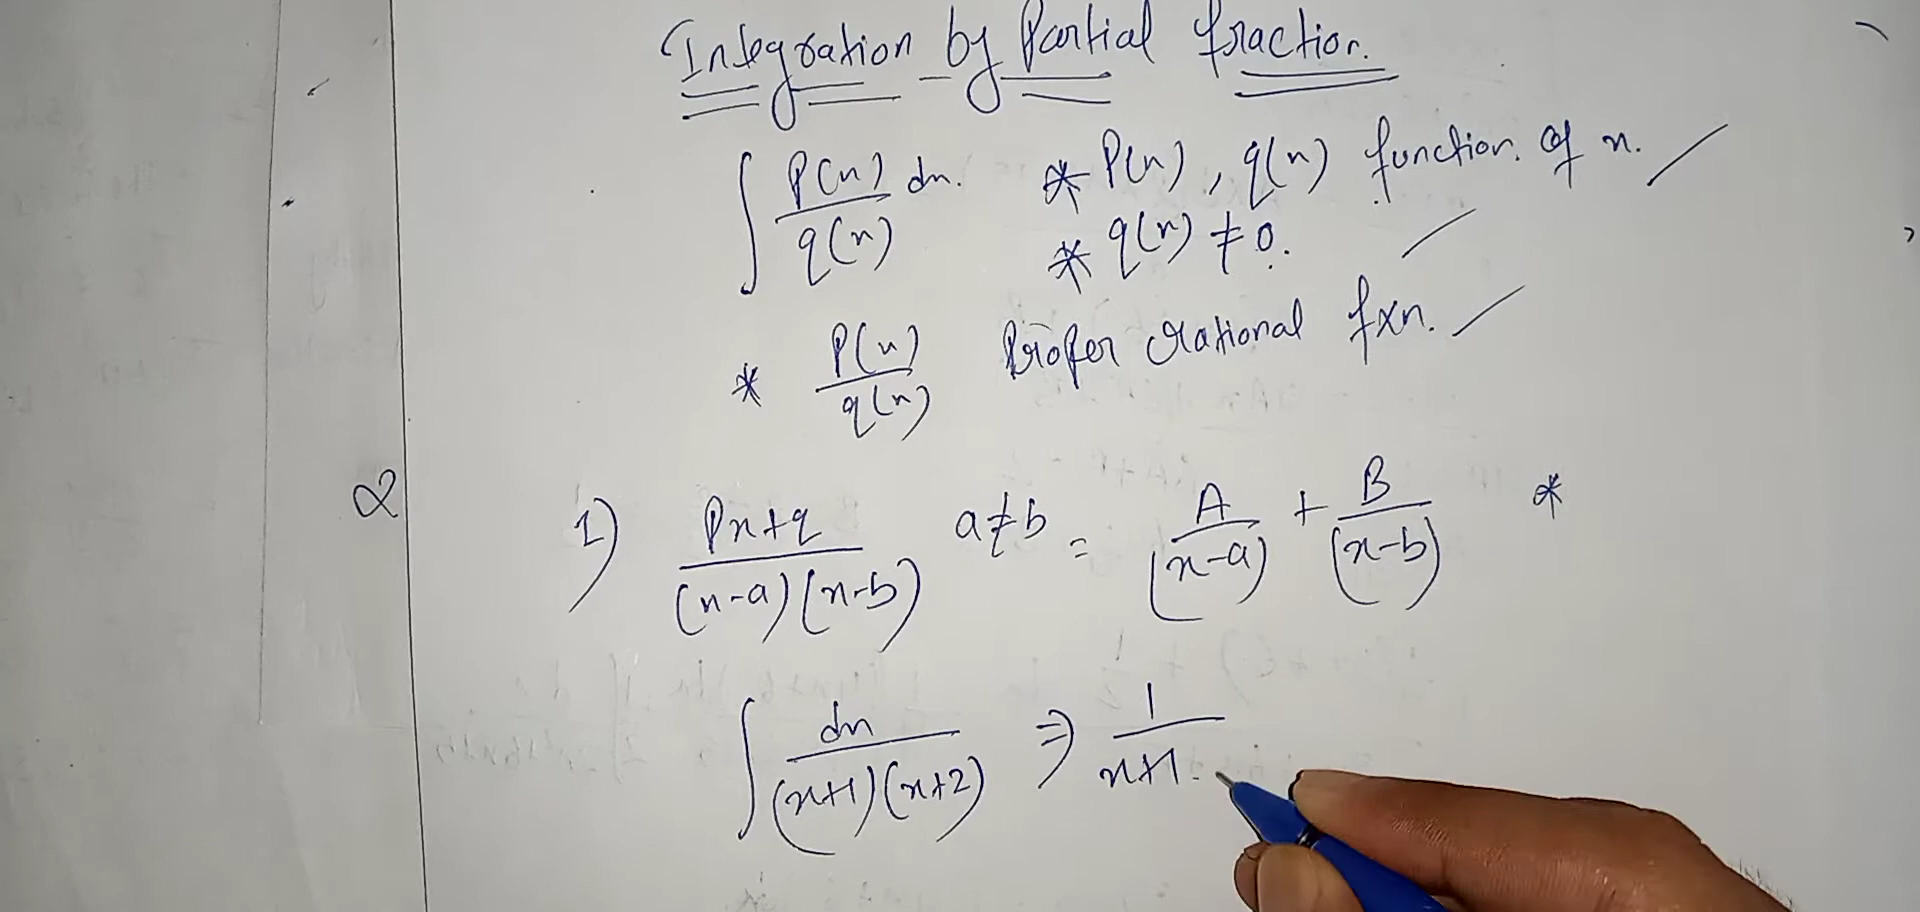 Integration by Partial fraction.
∫ P(x)/q(x) dx. * P(x), q(x) function of x.
* q(x) ≠ 0.
* P(x)/q(x) Proper rational fxn.
Q 1) Px+q/(x-a)(x-b) a≠b = A/(x-a) + B/(x-b) *
∫ dx/(x+1)(x+2) ⇒ 1/x+1